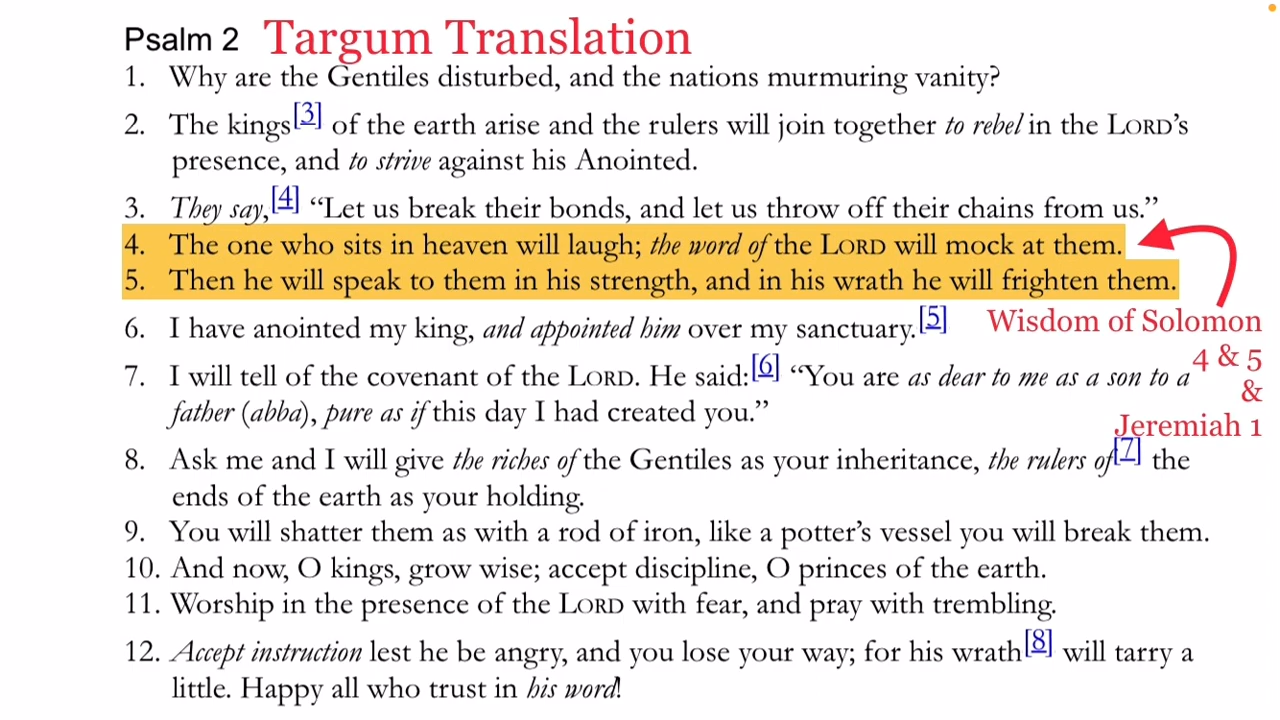 Psalm 2 Targum Translation
1. Why are the Gentiles disturbed, and the nations murmuring vanity?
2. The kings[3] of the earth arise and the rulers will join together to rebel in the LORD’s
presence, and to strive against his Anointed.
3. They say,[4] “Let us break their bonds, and let us throw off their chains from us.”
4. The one who sits in heaven will laugh; the word of the LORD will mock at them.
5. Then he will speak to them in his strength, and in his wrath he will frighten them.
6. I have anointed my king, and appointed him over my sanctuary.[5]
Wisdom of Solomon
4 & 5
&
Jeremiah 1
7. I will tell of the covenant of the LORD. He said:[6] “You are as dear to me as a son to a
father (abba), pure as if this day I had created you.”
8. Ask me and I will give the riches of the Gentiles as your inheritance, the rulers of[7] the
ends of the earth as your holding.
9. You will shatter them as with a rod of iron, like a potter’s vessel you will break them.
10. And now, O kings, grow wise; accept discipline, O princes of the earth.
11. Worship in the presence of the LORD with fear, and pray with trembling.
12. Accept instruction lest he be angry, and you lose your way; for his wrath[8] will tarry a
little. Happy all who trust in his word!